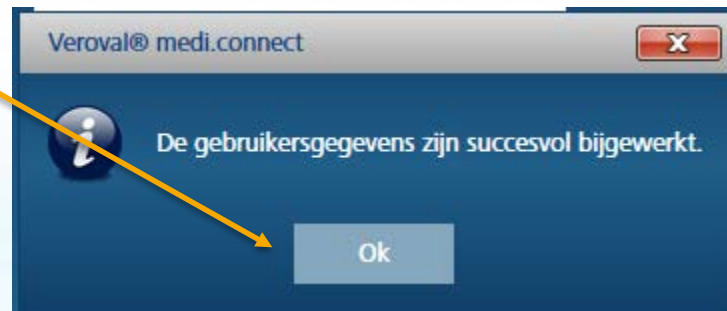 Veroval® medi.connect
De gebruikersgegevens zijn succesvol bijgewerkt.
Ok